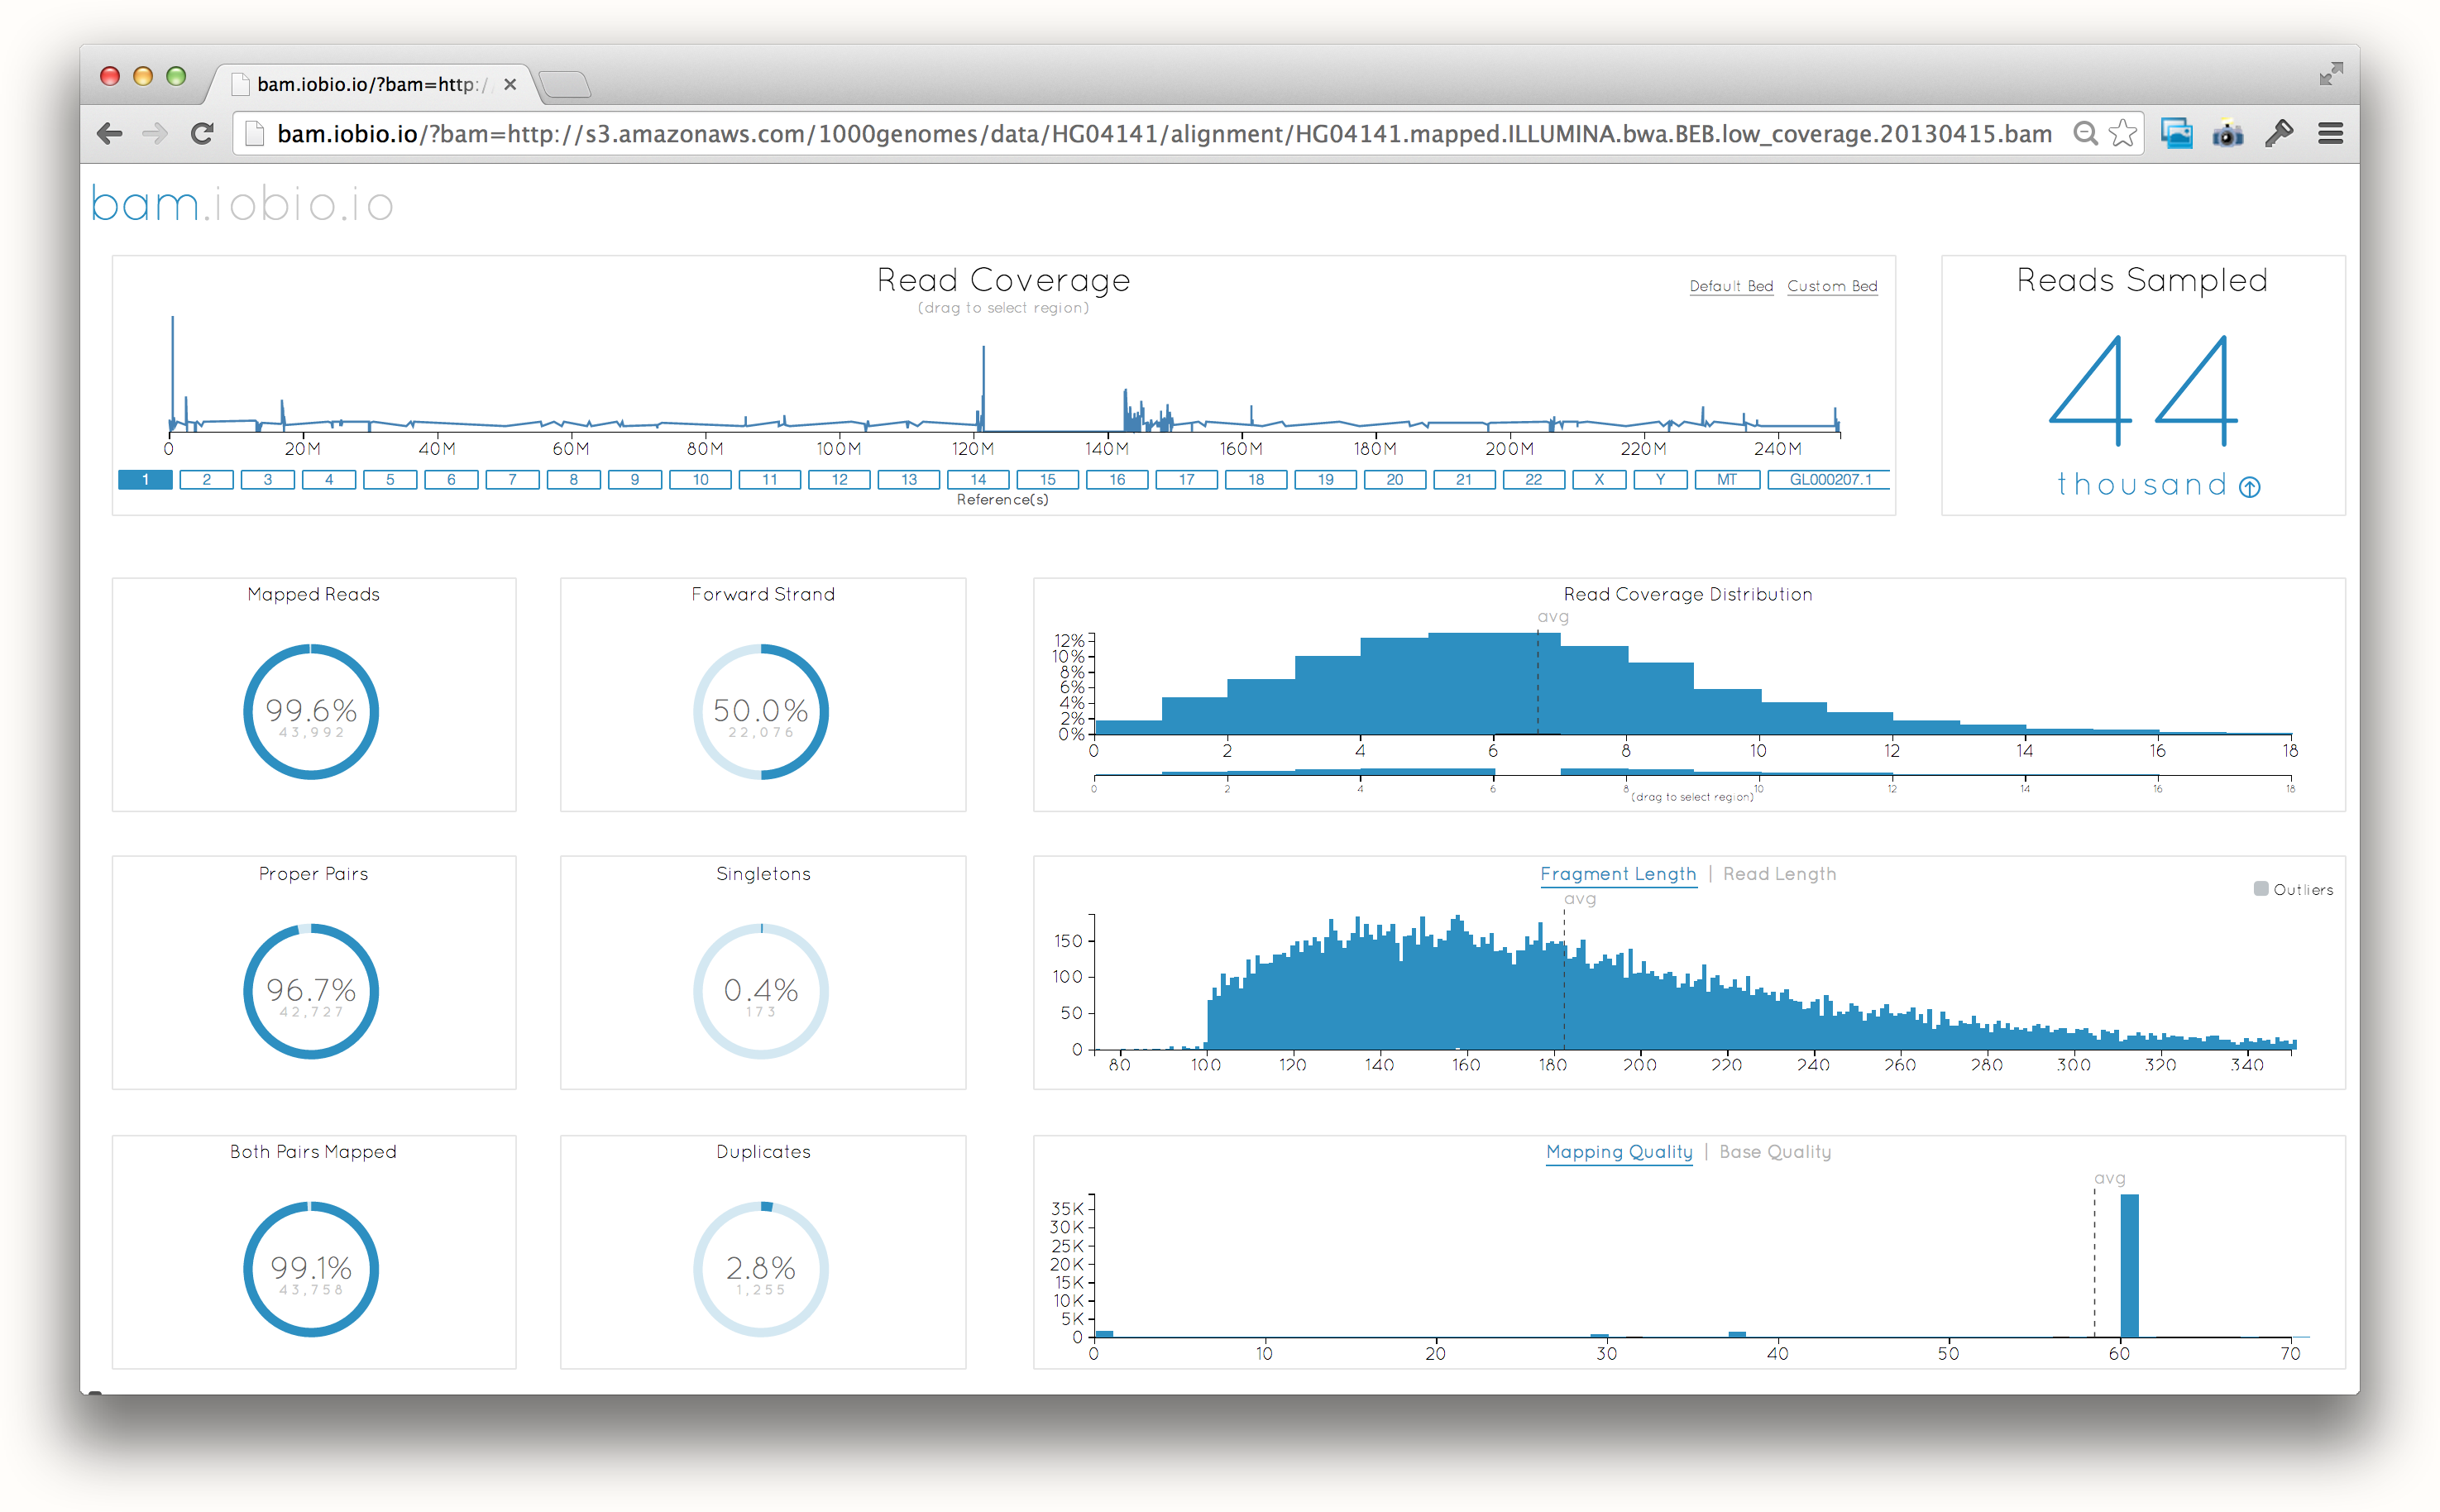 bam.iobio.io/?bam=http:/
bam.iobio.io/?bam=http://s3.amazonaws.com/1000genomes/data/HG04141/alignment/HG04141.mapped.ILLUMINA.bwa.BEB.low_coverage.20130415.bam
bam.iobio.io
Read Coverage
(drag to select region)
Default Bed Custom Bed
0 20M 40M 60M 80M 100M 120M 140M 160M 180M 200M 220M 240M
1 2 3 4 5 6 7 8 9 10 11 12 13 14 15 16 17 18 19 20 21 22 X Y MT GL000207.1
Reference(s)
Reads Sampled
44
thousand
Mapped Reads
99.6%
43,992
Forward Strand
50.0%
22,076
Read Coverage Distribution
avg
12%
10%
8%
6%
4%
2%
0%
0 2 4 6 8 10 12 14 16 18
0 2 4 6 8 10 12 14 16 18
(drag to select region)
Proper Pairs
96.7%
42,727
Singletons
0.4%
173
Fragment Length | Read Length
Outliers
avg
150
100
50
0
80 100 120 140 160 180 200 220 240 260 280 300 320 340
Both Pairs Mapped
99.1%
43,758
Duplicates
2.8%
1,255
Mapping Quality | Base Quality
avg
35K
30K
25K
20K
15K
10K
5K
0
0 10 20 30 40 50 60 70